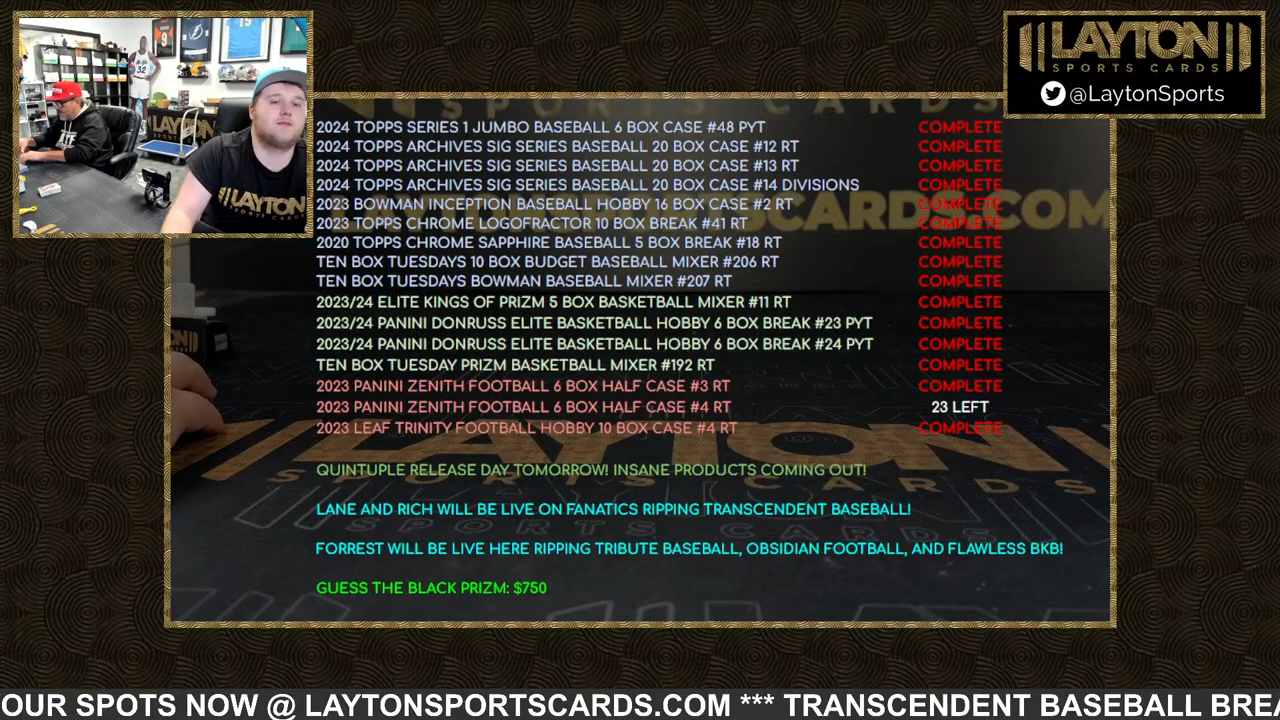 LAYTON
SPORTS CARDS
@LaytonSports
2024 TOPPS SERIES 1 JUMBO BASEBALL 6 BOX CASE #48 PYT COMPLETE
2024 TOPPS ARCHIVES SIG SERIES BASEBALL 20 BOX CASE #12 RT COMPLETE
2024 TOPPS ARCHIVES SIG SERIES BASEBALL 20 BOX CASE #13 RT COMPLETE
2024 TOPPS ARCHIVES SIG SERIES BASEBALL 20 BOX CASE #14 DIVISIONS COMPLETE
2023 BOWMAN INCEPTION BASEBALL HOBBY 16 BOX CASE #2 RT COMPLETE
2023 TOPPS CHROME LOGOFRACTOR 10 BOX BREAK #41 RT COMPLETE
2020 TOPPS CHROME SAPPHIRE BASEBALL 5 BOX BREAK #18 RT COMPLETE
TEN BOX TUESDAYS 10 BOX BUDGET BASEBALL MIXER #206 RT COMPLETE
TEN BOX TUESDAYS BOWMAN BASEBALL MIXER #207 RT COMPLETE
2023/24 ELITE KINGS OF PRIZM 5 BOX BASKETBALL MIXER #11 RT COMPLETE
2023/24 PANINI DONRUSS ELITE BASKETBALL HOBBY 6 BOX BREAK #23 PYT COMPLETE
2023/24 PANINI DONRUSS ELITE BASKETBALL HOBBY 6 BOX BREAK #24 PYT COMPLETE
TEN BOX TUESDAY PRIZM BASKETBALL MIXER #192 RT COMPLETE
2023 PANINI ZENITH FOOTBALL 6 BOX HALF CASE #3 RT COMPLETE
2023 PANINI ZENITH FOOTBALL 6 BOX HALF CASE #4 RT 23 LEFT
2023 LEAF TRINITY FOOTBALL HOBBY 10 BOX CASE #4 RT COMPLETE
QUINTUPLE RELEASE DAY TOMORROW! INSANE PRODUCTS COMING OUT!
LANE AND RICH WILL BE LIVE ON FANATICS RIPPING TRANSCENDENT BASEBALL!
FORREST WILL BE LIVE HERE RIPPING TRIBUTE BASEBALL, OBSIDIAN FOOTBALL, AND FLAWLESS BKB!
GUESS THE BLACK PRIZM: $750
OUR SPOTS NOW @ LAYTONSPORTSCARDS.COM *** TRANSCENDENT BASEBALL BREA